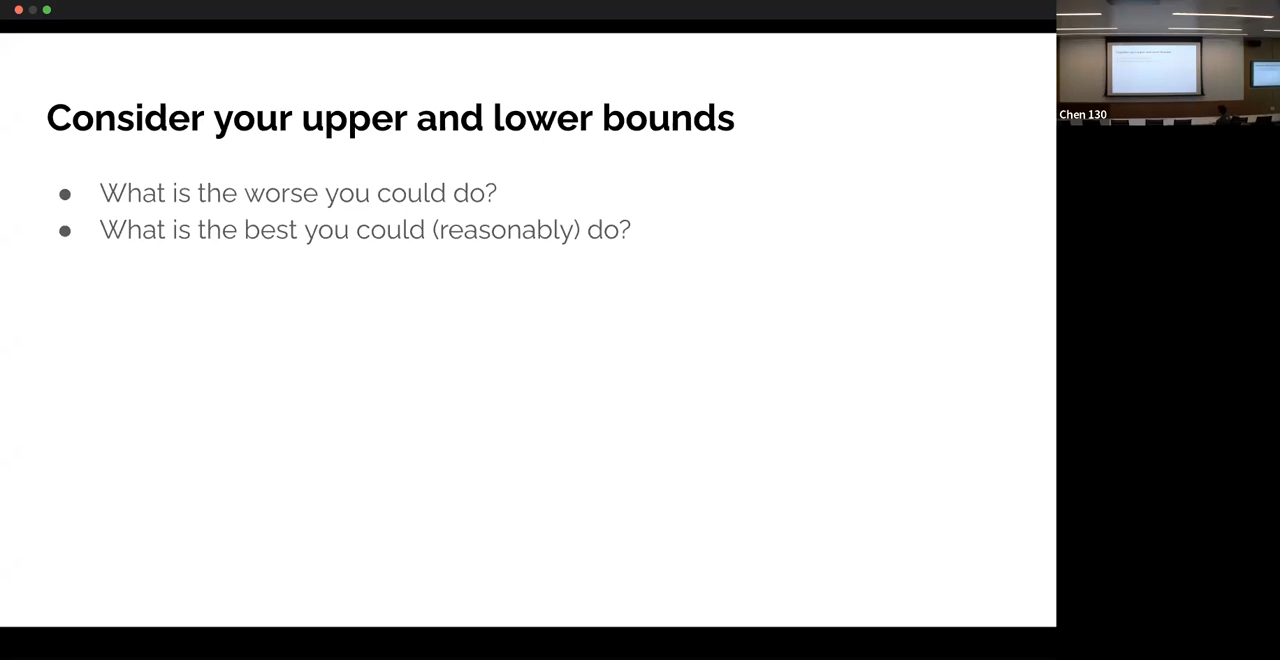 Consider your upper and lower bounds
● What is the worse you could do?
● What is the best you could (reasonably) do?
Chen 130